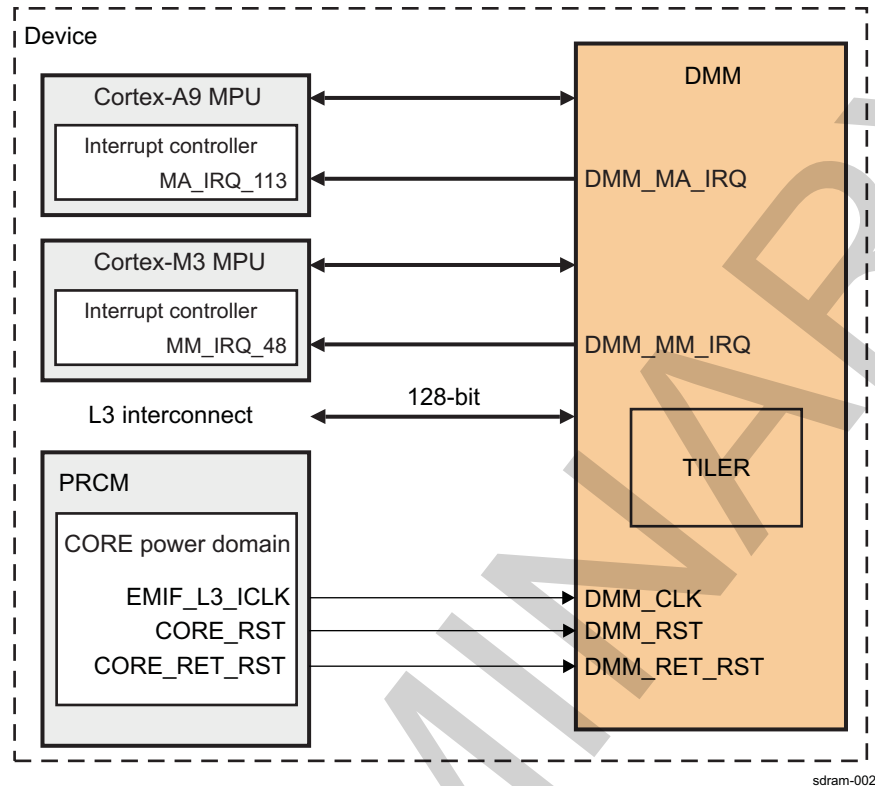 Device
Cortex-A9 MPU
Interrupt controller
MA_IRQ_113
Cortex-M3 MPU
Interrupt controller
MM_IRQ_48
L3 interconnect
128-bit
PRCM
CORE power domain
EMIF_L3_ICLK
CORE_RST
CORE_RET_RST
DMM
DMM_MA_IRQ
DMM_MM_IRQ
TILER
DMM_CLK
DMM_RST
DMM_RET_RST
sdram-002